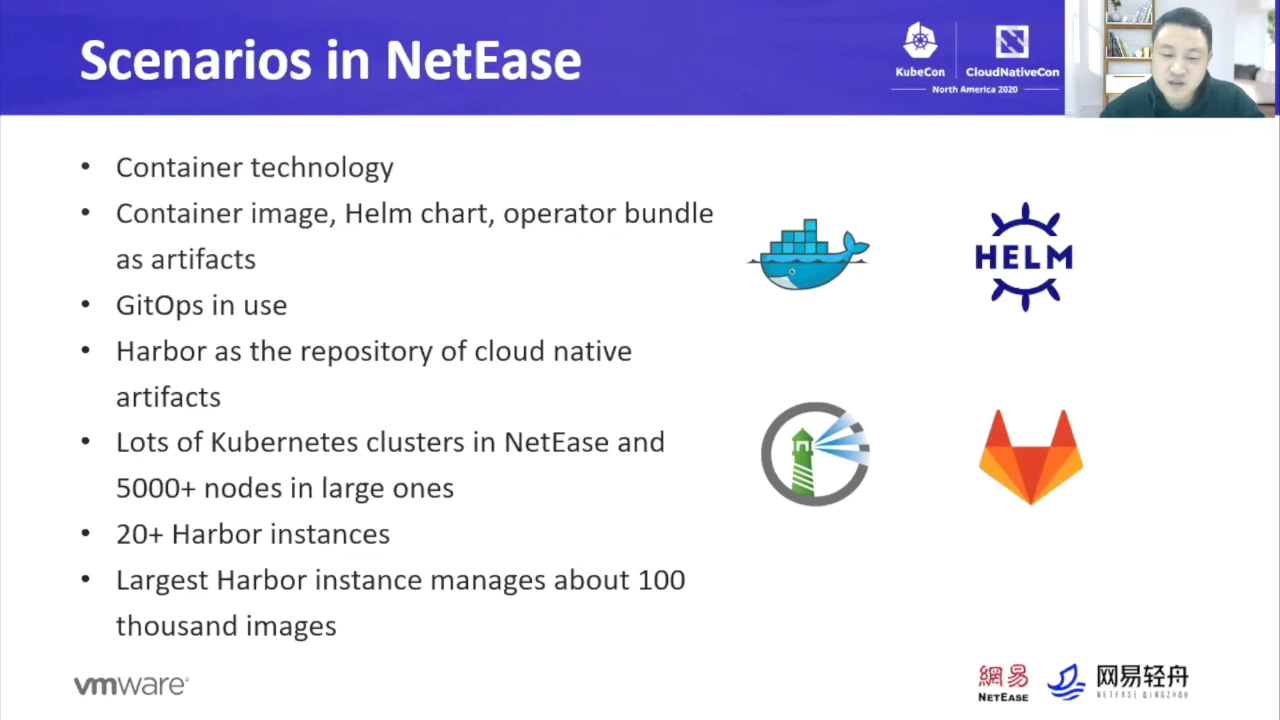 Scenarios in NetEase
KubeCon
CloudNativeCon
North America 2020
• Container technology
• Container image, Helm chart, operator bundle
as artifacts
• GitOps in use
• Harbor as the repository of cloud native
artifacts
• Lots of Kubernetes clusters in NetEase and
5000+ nodes in large ones
• 20+ Harbor instances
• Largest Harbor instance manages about 100
thousand images
HELM
vmware®
網易
NETEASE
网易轻舟
NETEASE QINGZHOU